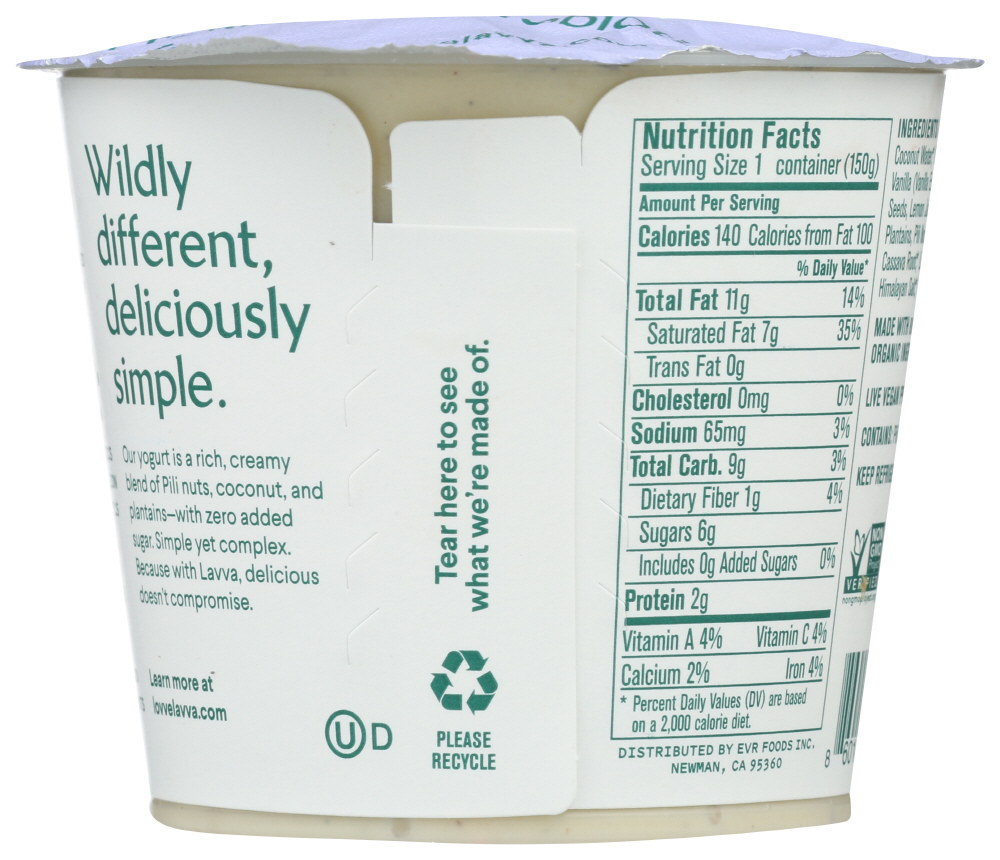 Wildly
different,
deliciously
simple.
Our yogurt is a rich, creamy
blend of Pili nuts, coconut, and
plantains—with zero added
sugar. Simple yet complex.
Because with Lavva, delicious
doesn't compromise.
Learn more at
lovvelavva.com
U D
Tear here to see
what we're made of.
PLEASE
RECYCLE
Nutrition Facts
Serving Size 1 container (150g)
Amount Per Serving
Calories 140 Calories from Fat 100
% Daily Value*
Total Fat 11g 14%
Saturated Fat 7g 35%
Trans Fat 0g
Cholesterol 0mg 0%
Sodium 65mg 3%
Total Carb. 9g 3%
Dietary Fiber 1g 4%
Sugars 6g
Includes 0g Added Sugars 0%
Protein 2g
Vitamin A 4% Vitamin C 4%
Calcium 2% Iron 4%
* Percent Daily Values (DV) are based
on a 2,000 calorie diet.
DISTRIBUTED BY EVR FOODS INC.
NEWMAN, CA 95360
INGREDIENTS
Coconut Water
Vanilla (Vanilla
Seeds, Lemon
Plantains,
Cassava Root
Himalayan Salt
MADE WITH
ORGANIC
LIVE VEGAN
CONTAINS:
KEEP
NON
GMO
VERIFIED
8 60